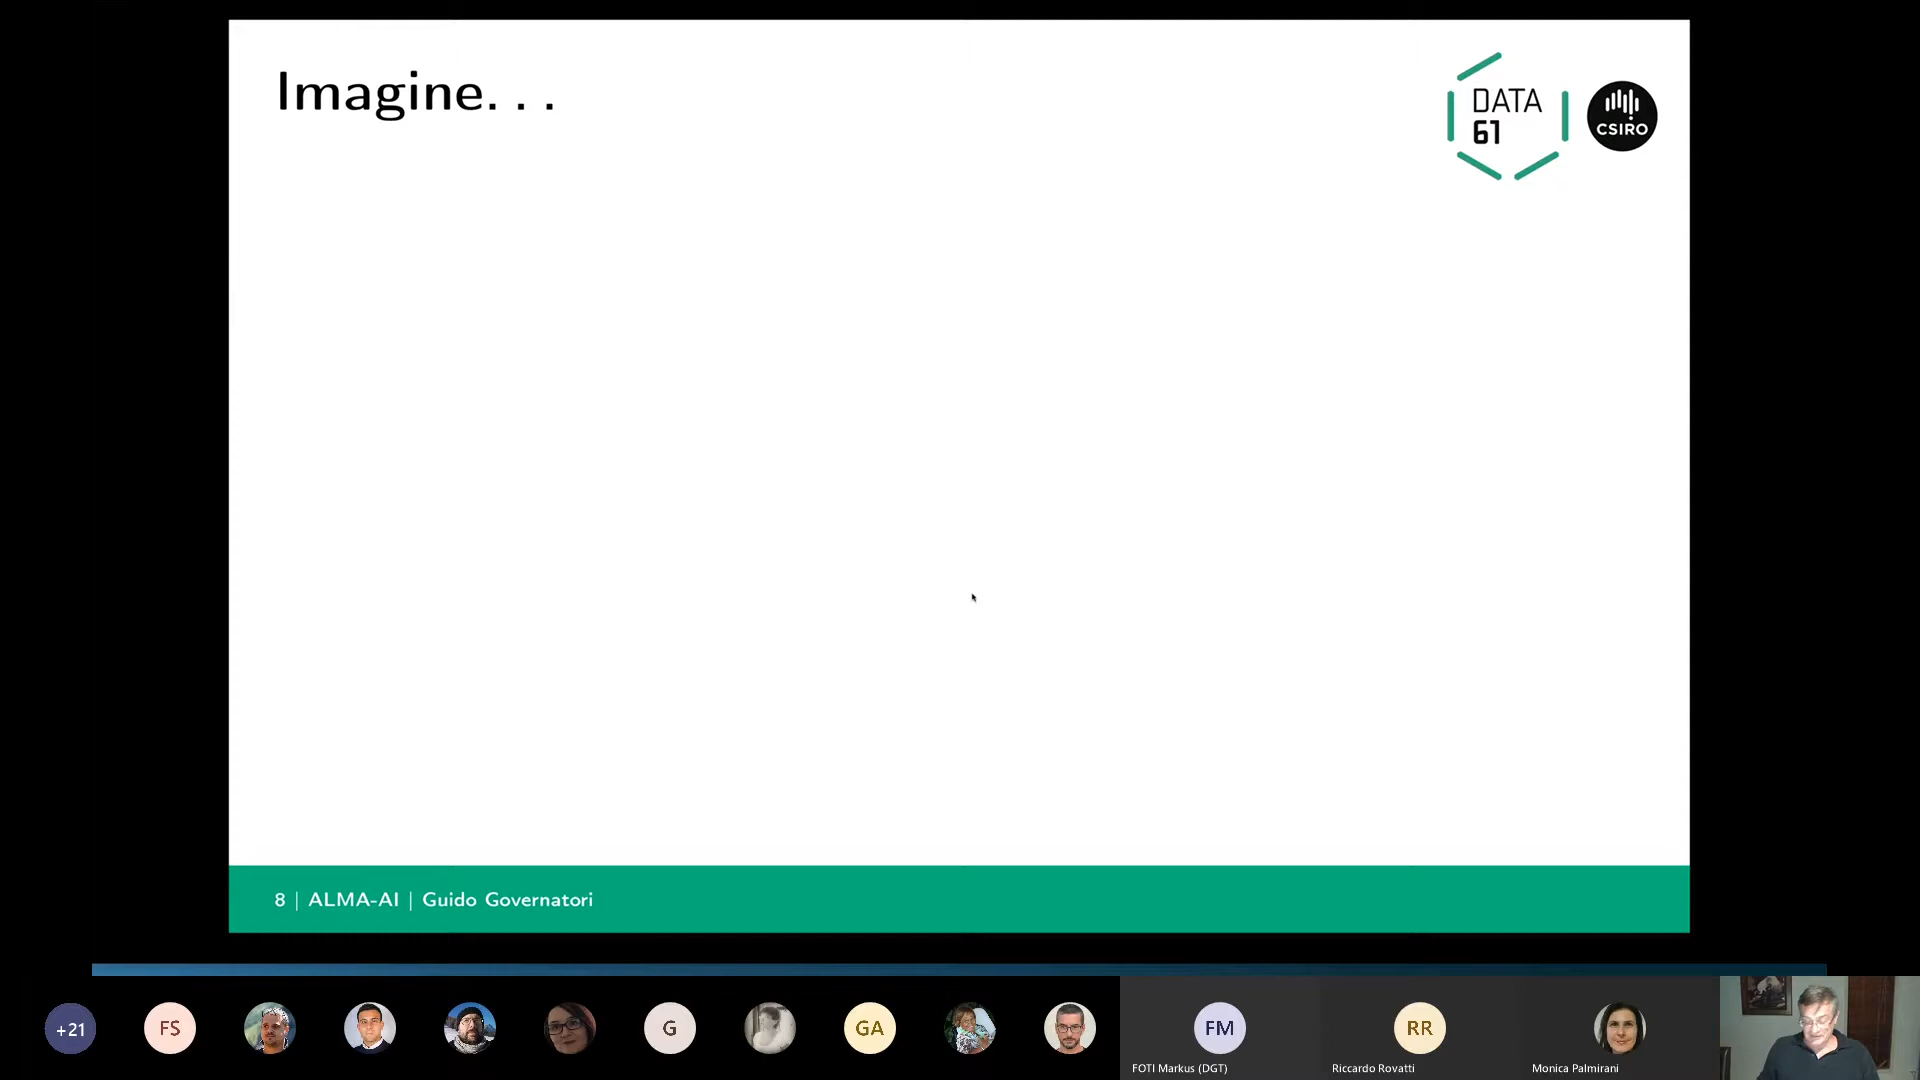 Imagine. . .
DATA
61
CSIRO
8 | ALMA-AI | Guido Governatori
+21
FS
G
GA
FM
RR
FOTI Markus (DGT)
Riccardo Rovatti
Monica Palmirani